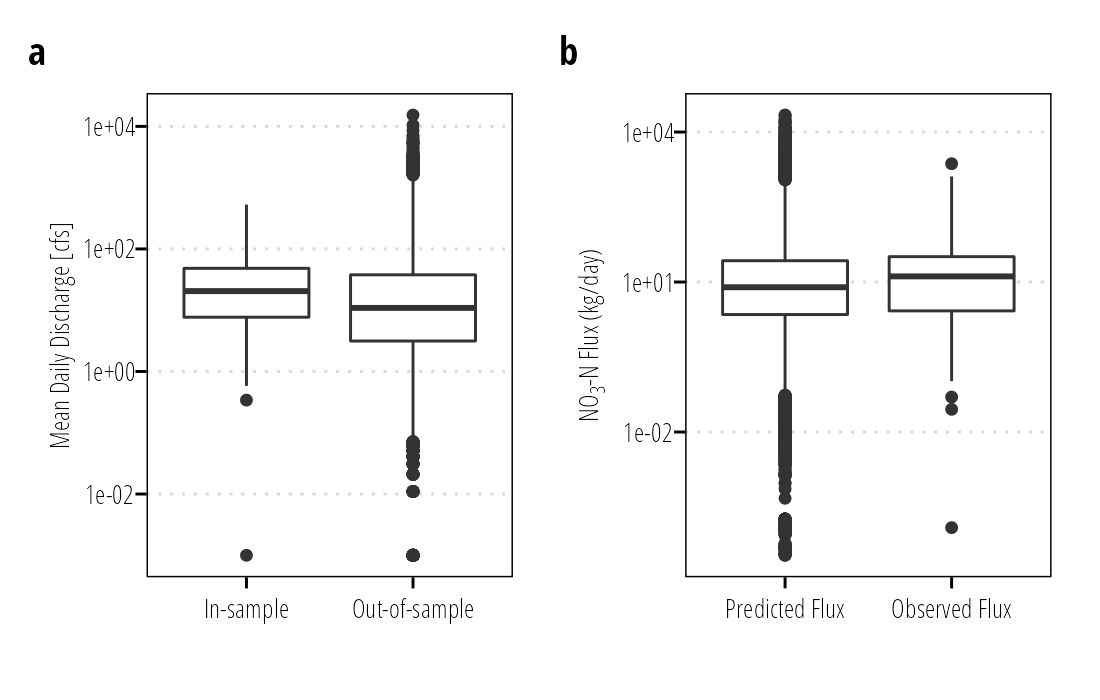 a
b
1e+04
1e+02
1e+00
1e-02
Mean Daily Discharge [cfs]
In-sample
Out-of-sample
1e+04
1e+01
1e-02
NO3-N Flux (kg/day)
Predicted Flux
Observed Flux